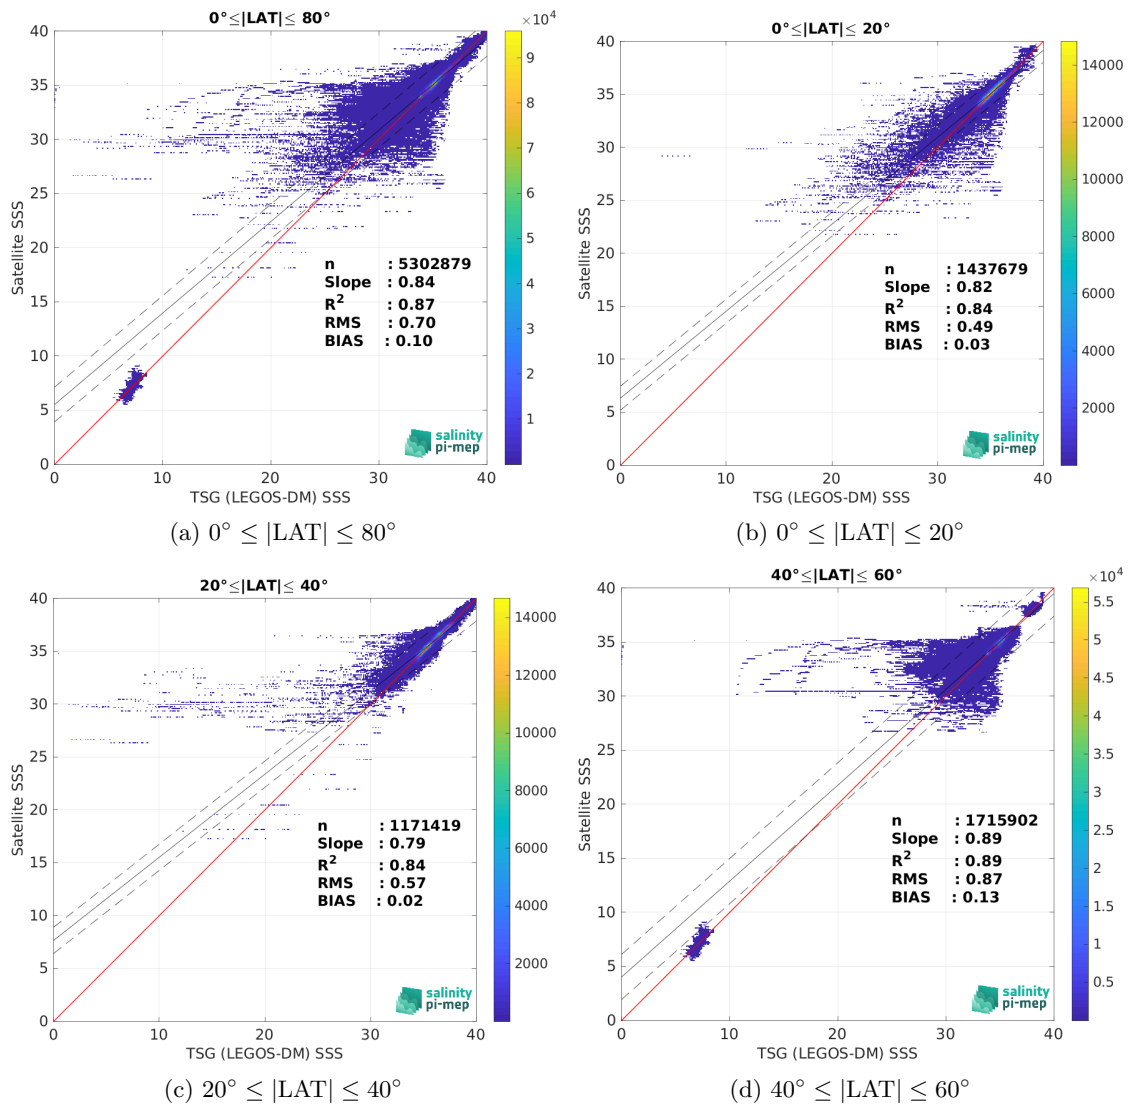 0°≤|LAT|≤ 80°
×10⁴
40
35
30
25
20
15
10
5
0
Satellite SSS
n : 5302879
Slope : 0.84
R² : 0.87
RMS : 0.70
BIAS : 0.10
salinity
pi-mep
0 10 20 30 40
TSG (LEGOS-DM) SSS
9
8
7
6
5
4
3
2
1
(a) 0° ≤ |LAT| ≤ 80°
0°≤|LAT|≤ 20°
40
35
30
25
20
15
10
5
0
Satellite SSS
n : 1437679
Slope : 0.82
R² : 0.84
RMS : 0.49
BIAS : 0.03
salinity
pi-mep
0 10 20 30 40
TSG (LEGOS-DM) SSS
14000
12000
10000
8000
6000
4000
2000
(b) 0° ≤ |LAT| ≤ 20°
20°≤|LAT|≤ 40°
40
35
30
25
20
15
10
5
0
Satellite SSS
n : 1171419
Slope : 0.79
R² : 0.84
RMS : 0.57
BIAS : 0.02
salinity
pi-mep
0 10 20 30 40
TSG (LEGOS-DM) SSS
14000
12000
10000
8000
6000
4000
2000
(c) 20° ≤ |LAT| ≤ 40°
40°≤|LAT|≤ 60°
×10⁴
40
35
30
25
20
15
10
5
0
Satellite SSS
n : 1715902
Slope : 0.89
R² : 0.89
RMS : 0.87
BIAS : 0.13
salinity
pi-mep
0 10 20 30 40
TSG (LEGOS-DM) SSS
5.5
5
4.5
4
3.5
3
2.5
2
1.5
1
0.5
(d) 40° ≤ |LAT| ≤ 60°